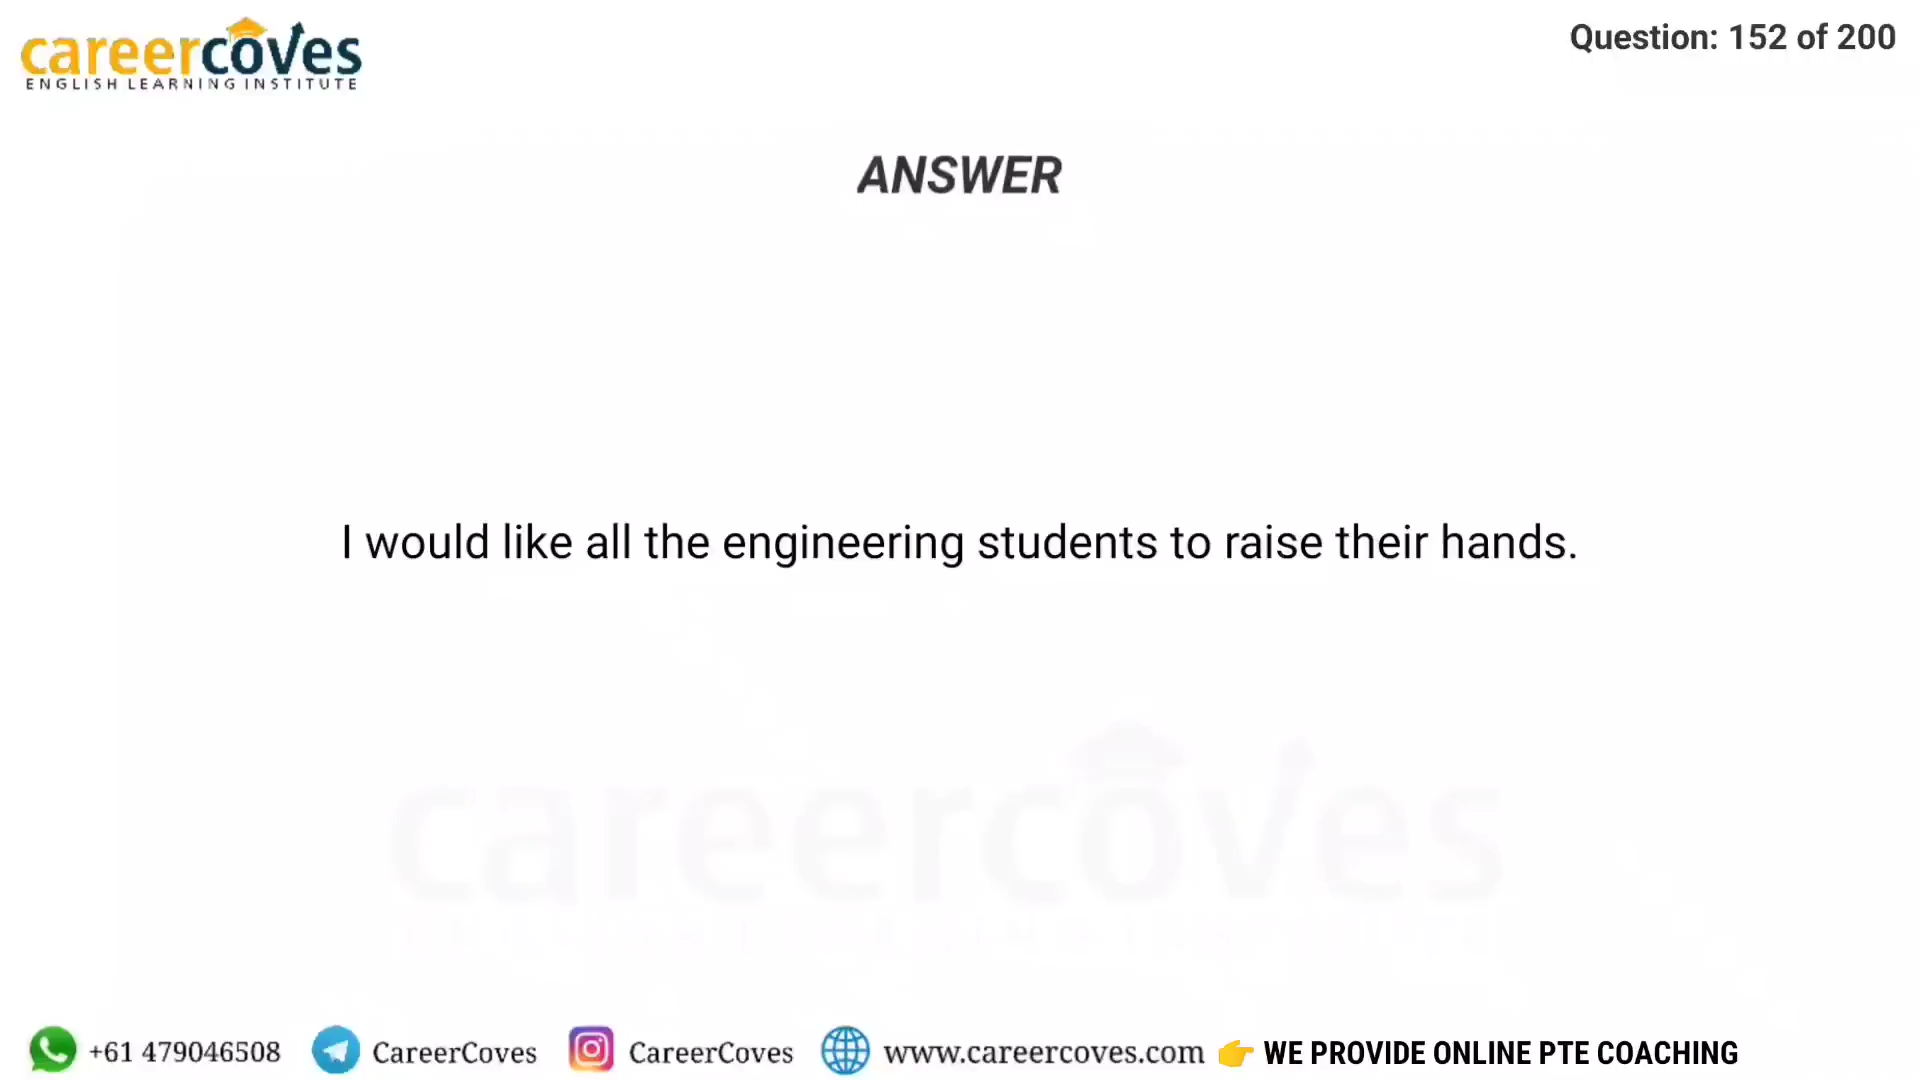 careercoves
ENGLISH LEARNING INSTITUTE
Question: 152 of 200
ANSWER
I would like all the engineering students to raise their hands.
careercoves
+61 479046508 CareerCoves CareerCoves www.careercoves.com 👉 WE PROVIDE ONLINE PTE COACHING